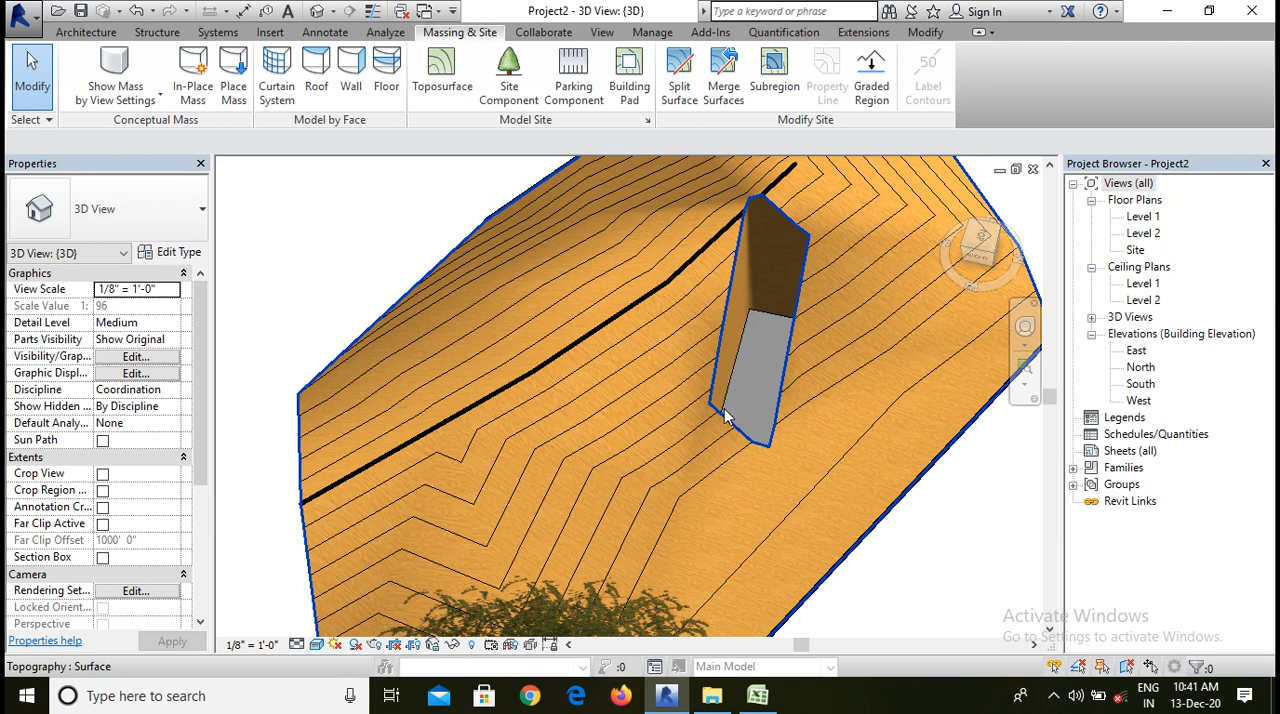 Project2 - 3D View: {3D}
Type a keyword or phrase
Sign In
Architecture Structure Systems Insert Annotate Analyze Massing & Site Collaborate View Manage Add-Ins Quantification Extensions Modify
Modify
Show Mass
by View Settings
In-Place
Mass
Place
Mass
Curtain
System
Roof
Wall
Floor
Toposurface
Site
Component
Parking
Component
Building
Pad
Split
Surface
Merge
Surfaces
Subregion
Property
Line
Graded
Region
50
Label
Contours
Select
Conceptual Mass
Model by Face
Model Site
Modify Site
Properties
3D View
3D View: {3D}
Edit Type
Graphics
View Scale 1/8" = 1'-0"
Scale Value 1: 96
Detail Level Medium
Parts Visibility Show Original
Visibility/Grap... Edit...
Graphic Displ... Edit...
Discipline Coordination
Show Hidden ... By Discipline
Default Analy... None
Sun Path
Extents
Crop View
Crop Region ...
Annotation Cr...
Far Clip Active
Far Clip Offset 1000' 0"
Section Box
Camera
Rendering Set... Edit...
Locked Orient...
Perspective
Properties help
Apply
Project Browser - Project2
Views (all)
Floor Plans
Level 1
Level 2
Site
Ceiling Plans
Level 1
Level 2
3D Views
Elevations (Building Elevation)
East
North
South
West
Legends
Schedules/Quantities
Sheets (all)
Families
Groups
Revit Links
Activate Windows
Go to Settings to activate Windows.
1/8" = 1'-0"
Topography : Surface
:0
Main Model
:0
Type here to search
ENG
IN
10:41 AM
13-Dec-20